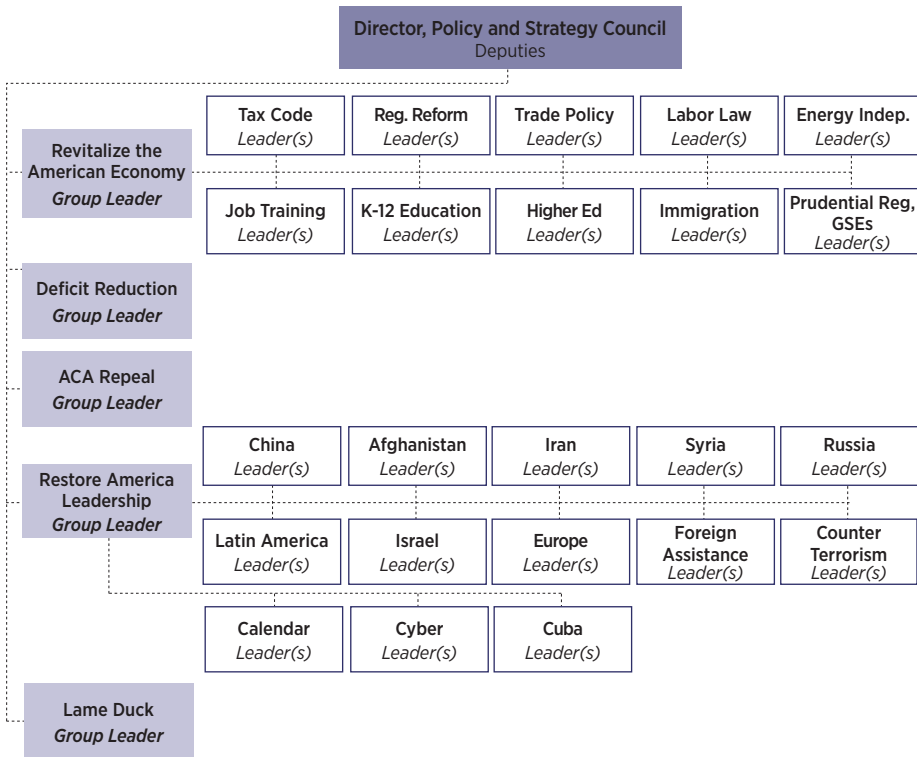 Director, Policy and Strategy Council
Deputies
Revitalize the
American Economy
Group Leader
Tax Code
Leader(s)
Reg. Reform
Leader(s)
Trade Policy
Leader(s)
Labor Law
Leader(s)
Energy Indep.
Leader(s)
Job Training
Leader(s)
K-12 Education
Leader(s)
Higher Ed
Leader(s)
Immigration
Leader(s)
Prudential Reg,
GSEs
Leader(s)
Deficit Reduction
Group Leader
ACA Repeal
Group Leader
Restore America
Leadership
Group Leader
China
Leader(s)
Afghanistan
Leader(s)
Iran
Leader(s)
Syria
Leader(s)
Russia
Leader(s)
Latin America
Leader(s)
Israel
Leader(s)
Europe
Leader(s)
Foreign
Assistance
Leader(s)
Counter
Terrorism
Leader(s)
Calendar
Leader(s)
Cyber
Leader(s)
Cuba
Leader(s)
Lame Duck
Group Leader